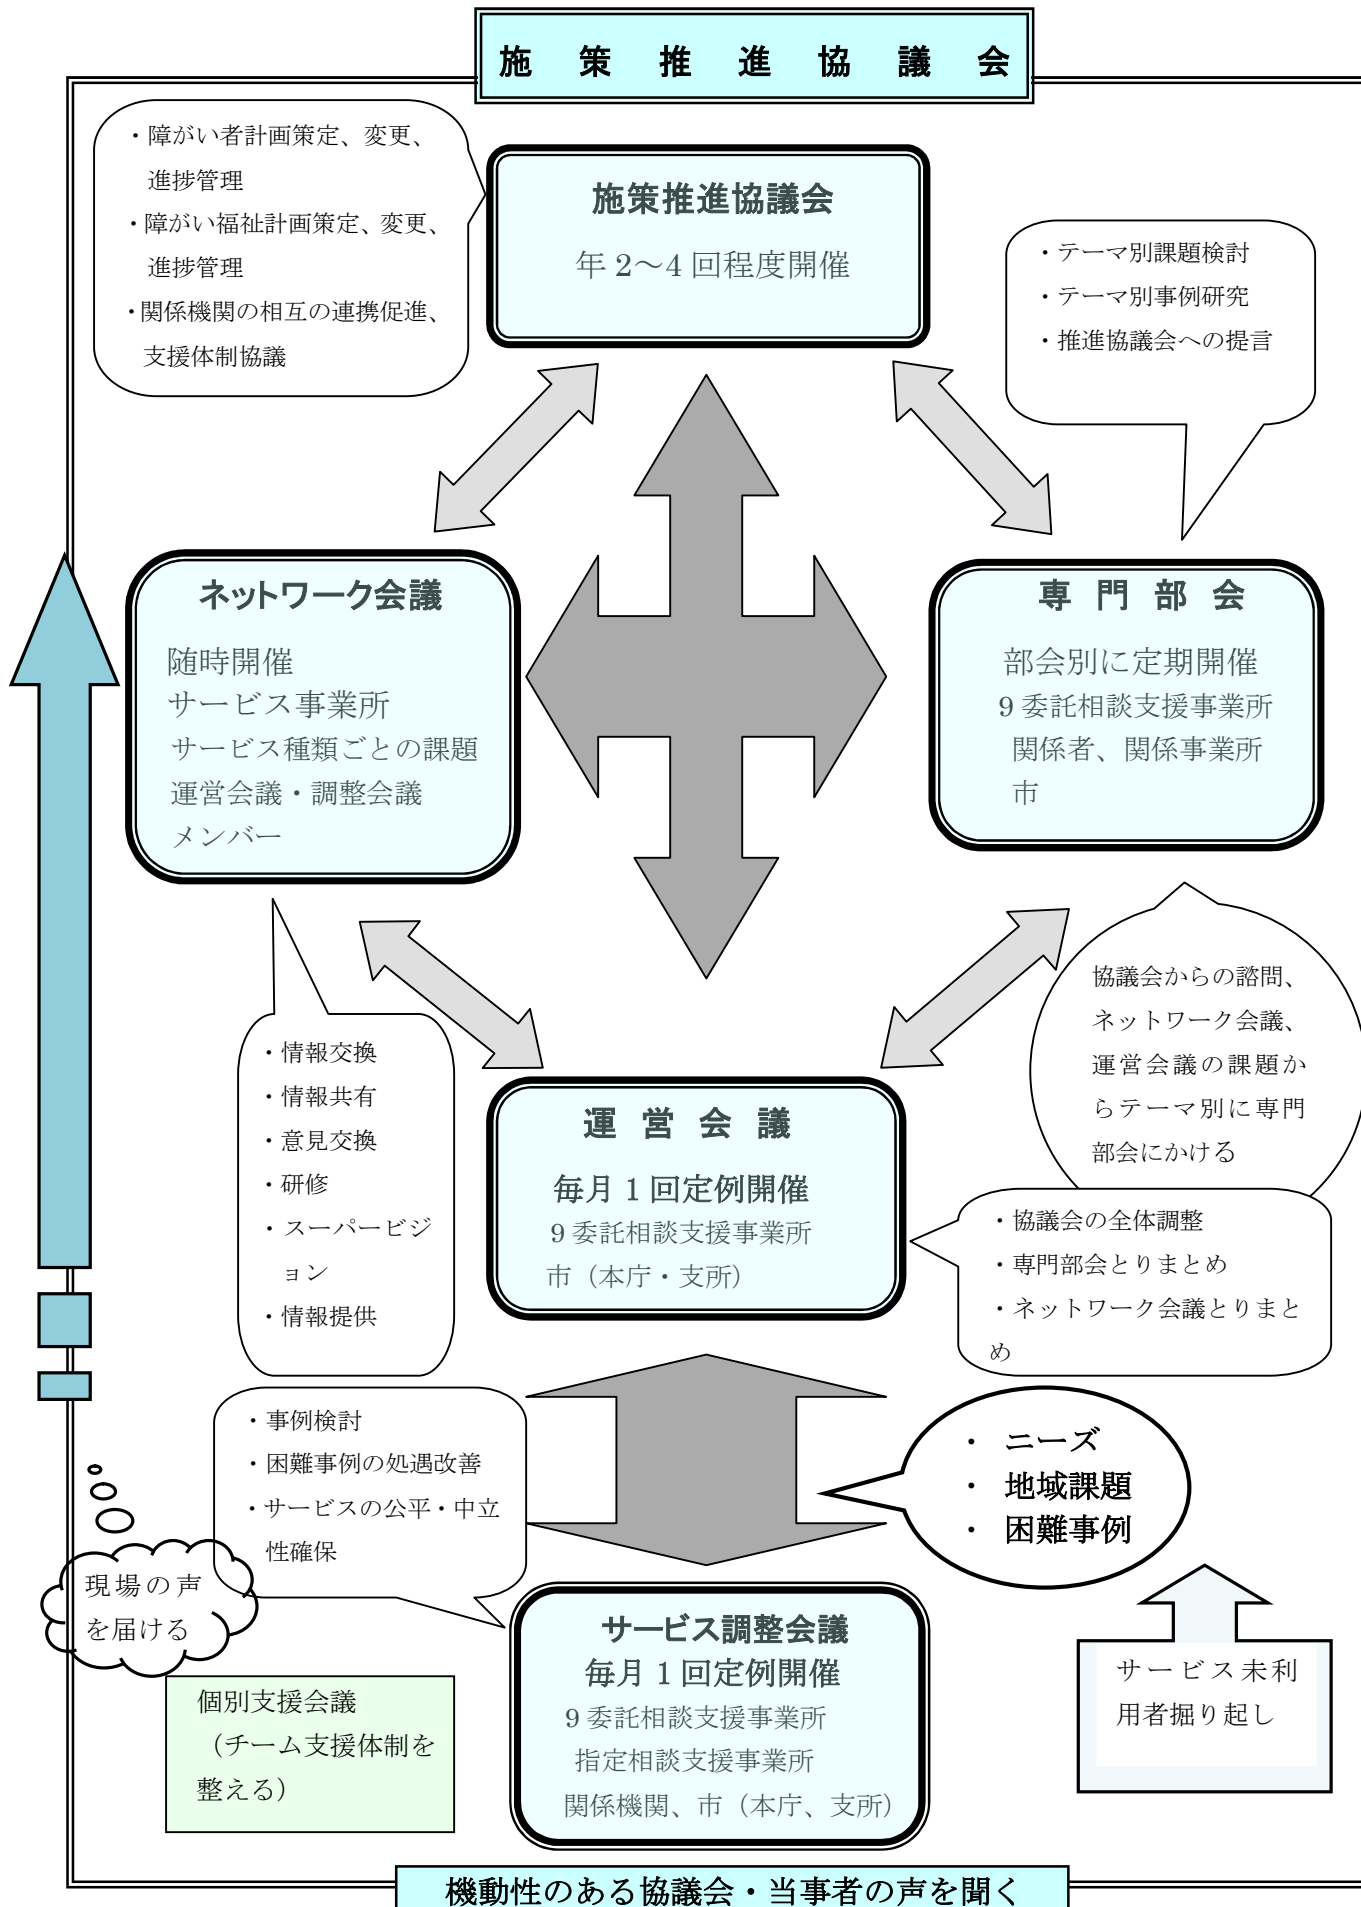 施策推進協議会
・障がい者計画策定、変更、
進捗管理
・障がい福祉計画策定、変更、
進捗管理
・関係機関の相互の連携促進、
支援体制協議
施策推進協議会
年 2～4 回程度開催
・テーマ別課題検討
・テーマ別事例研究
・推進協議会への提言
ネットワーク会議
随時開催
サービス事業所
サービス種類ごとの課題
運営会議・調整会議
メンバー
専門部会
部会別に定期開催
9 委託相談支援事業所
関係者、関係事業所
市
協議会からの諮問、
ネットワーク会議、
運営会議の課題か
らテーマ別に専門
部会にかける
・情報交換
・情報共有
・意見交換
・研修
・スーパービジ
ョン
・情報提供
運営会議
毎月 1 回定例開催
9 委託相談支援事業所
市（本庁・支所）
・協議会の全体調整
・専門部会とりまとめ
・ネットワーク会議とりまと
め
・事例検討
・困難事例の処遇改善
・サービスの公平・中立
性確保
・ ニーズ
・ 地域課題
・ 困難事例
現場の声
を届ける
サービス調整会議
毎月 1 回定例開催
9 委託相談支援事業所
指定相談支援事業所
関係機関、市（本庁、支所）
個別支援会議
（チーム支援体制を
整える）
サービス未利
用者掘り起し
機動性のある協議会・当事者の声を聞く